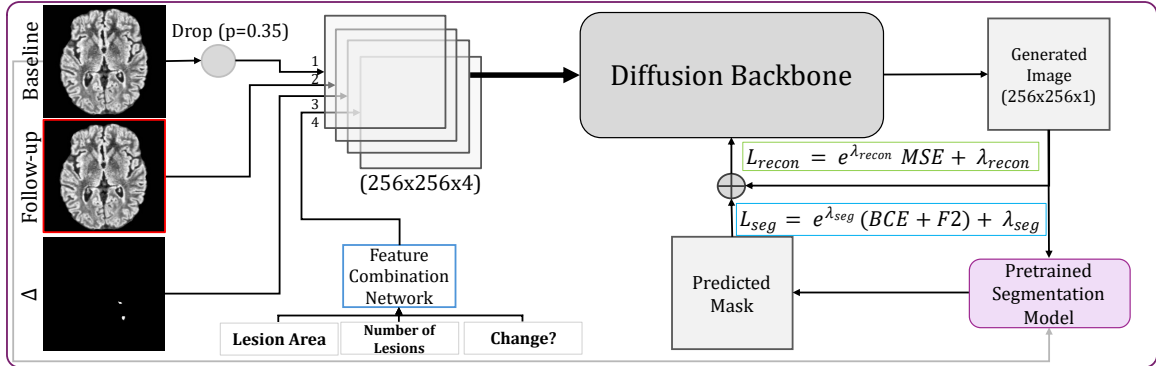 Baseline
Drop (p=0.35)
1
2
3
4
(256x256x4)
Diffusion Backbone
Generated
Image
(256x256x1)
Follow-up
L_recon = e^{λ_recon} MSE + λ_recon
L_seg = e^{λ_seg} (BCE + F2) + λ_seg
Δ
Feature
Combination
Network
Lesion Area
Number of
Lesions
Change?
Predicted
Mask
Pretrained
Segmentation
Model